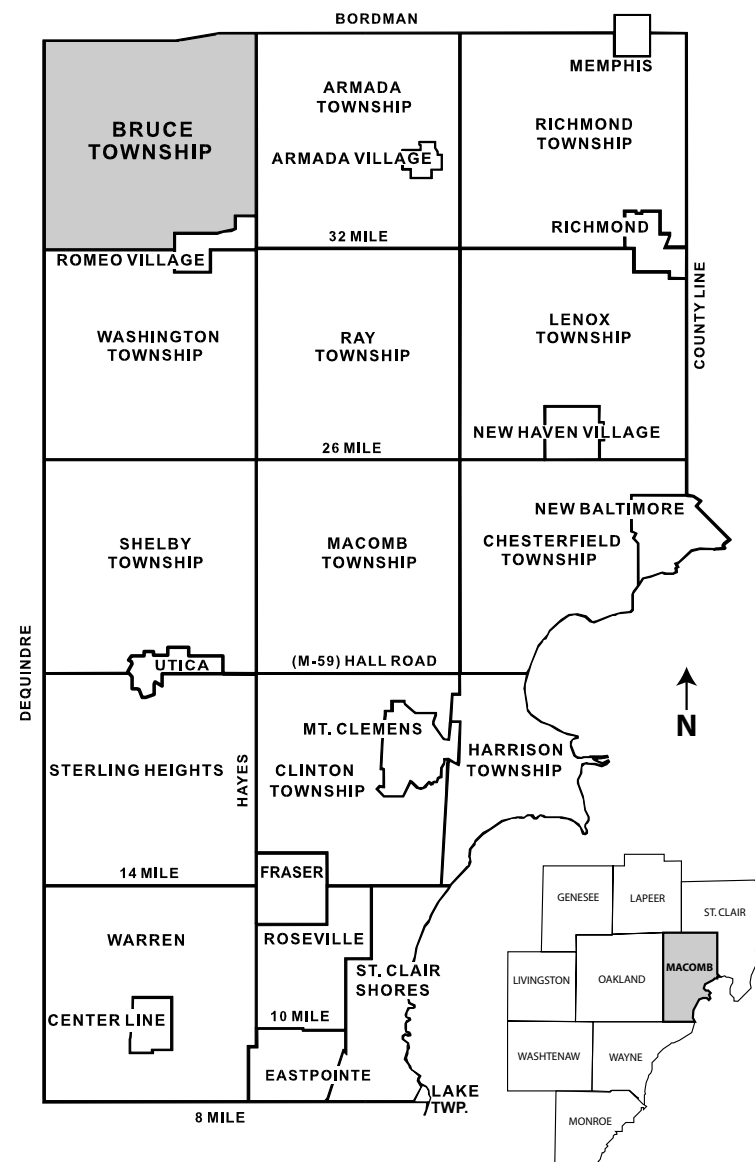 BORDMAN
MEMPHIS
ARMADA
TOWNSHIP
BRUCE
TOWNSHIP
RICHMOND
TOWNSHIP
ARMADA VILLAGE
RICHMOND
32 MILE
ROMEO VILLAGE
COUNTY LINE
WASHINGTON
TOWNSHIP
RAY
TOWNSHIP
LENOX
TOWNSHIP
NEW HAVEN VILLAGE
26 MILE
NEW BALTIMORE
SHELBY
TOWNSHIP
MACOMB
TOWNSHIP
CHESTERFIELD
TOWNSHIP
DEQUINDRE
UTICA
(M-59) HALL ROAD
N
MT. CLEMENS
STERLING HEIGHTS
HAYES
CLINTON
TOWNSHIP
HARRISON
TOWNSHIP
14 MILE
FRASER
WARREN
ROSEVILLE
ST. CLAIR
SHORES
CENTER LINE
10 MILE
EASTPOINTE
LAKE
TWP.
8 MILE
GENESEE
LAPEER
ST. CLAIR
LIVINGSTON
OAKLAND
MACOMB
WASHTENAW
WAYNE
MONROE